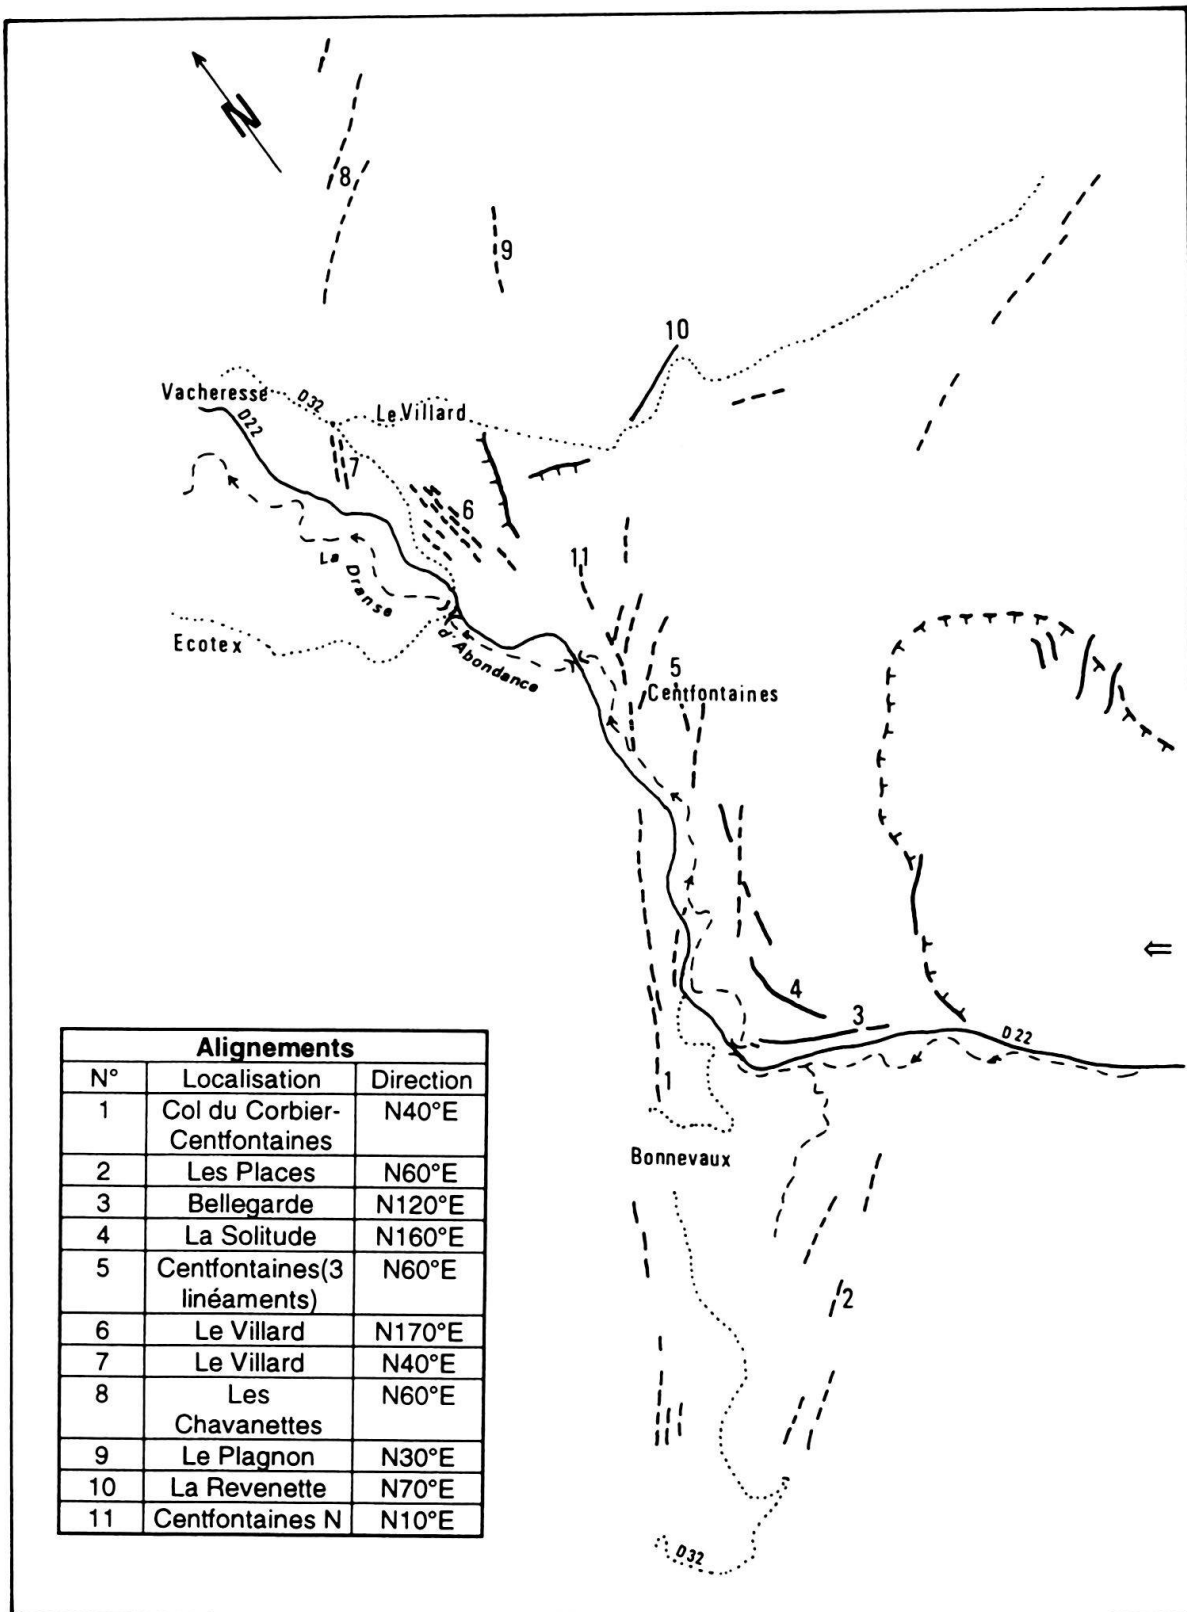 N
8
9
10
Vacheresse
D32
Le Villard
D22
7
6
11
La Dranse
d'Abondance
Ecotex
5
Centfontaines
4
3
D 22
1
Bonnevaux
2
D32
Alignements
N° Localisation Direction
1 Col du Corbier- N40°E
Centfontaines
2 Les Places N60°E
3 Bellegarde N120°E
4 La Solitude N160°E
5 Centfontaines(3 N60°E
linéaments)
6 Le Villard N170°E
7 Le Villard N40°E
8 Les N60°E
Chavanettes
9 Le Plagnon N30°E
10 La Revenette N70°E
11 Centfontaines N N10°E